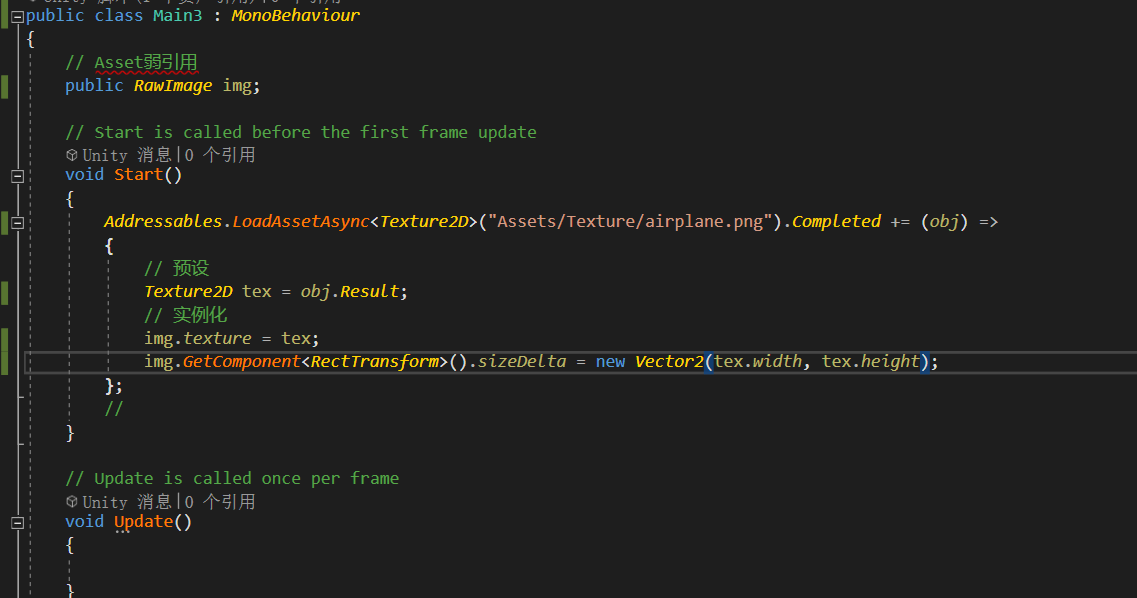 public class Main3 : MonoBehaviour
{
// Asset弱引用
public RawImage img;
// Start is called before the first frame update
Unity 消息|0 个引用
void Start()
{
Addressables.LoadAssetAsync<Texture2D>("Assets/Texture/airplane.png").Completed += (obj) =>
{
// 预设
Texture2D tex = obj.Result;
// 实例化
img.texture = tex;
img.GetComponent<RectTransform>().sizeDelta = new Vector2(tex.width, tex.height);
};
//
}
// Update is called once per frame
Unity 消息|0 个引用
void Update()
{
}